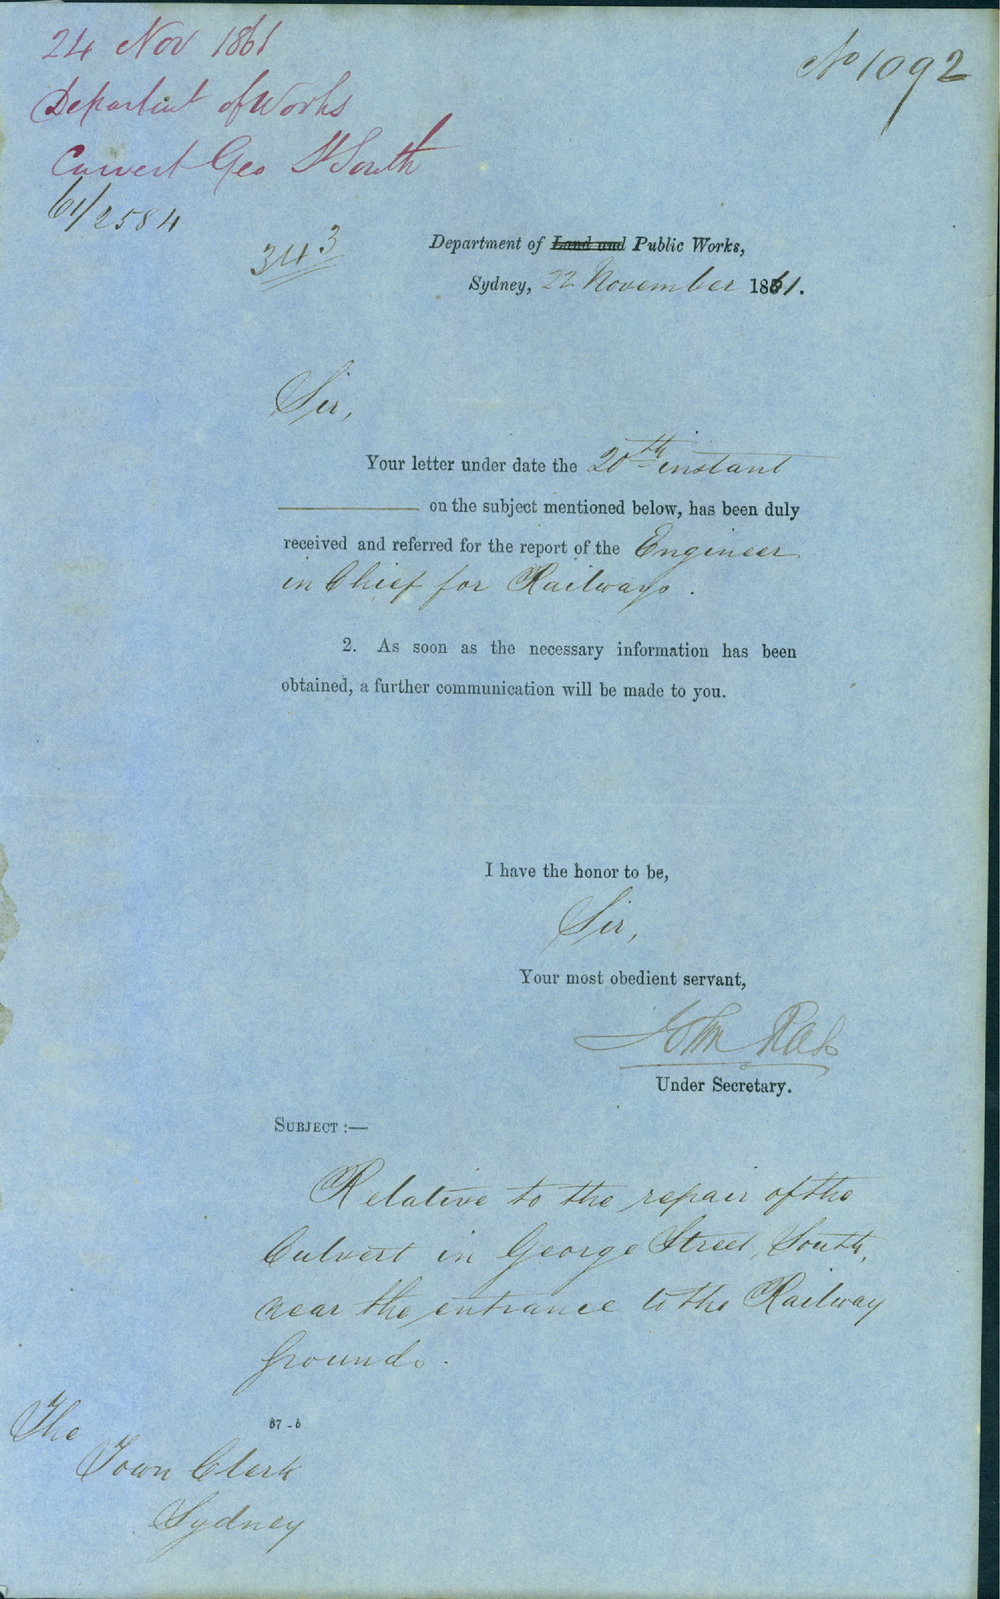 24 Nov 1861
No 1092
Department of Works
Culvert Geo St South
61/2584
343
Department of Land and Public Works,
Sydney, 22 November 1861.
Sir,
Your letter under date the 20th instant
on the subject mentioned below, has been duly
received and referred for the report of the Engineer
in Chief for Railways.
2. As soon as the necessary information has been
obtained, a further communication will be made to you.
I have the honor to be,
Sir,
Your most obedient servant,
John Rae
Under Secretary.
SUBJECT :—
Relative to the repair of the
Culvert in George Street South,
near the entrance to the Railway
Grounds.
67-6
The
Town Clerk
Sydney